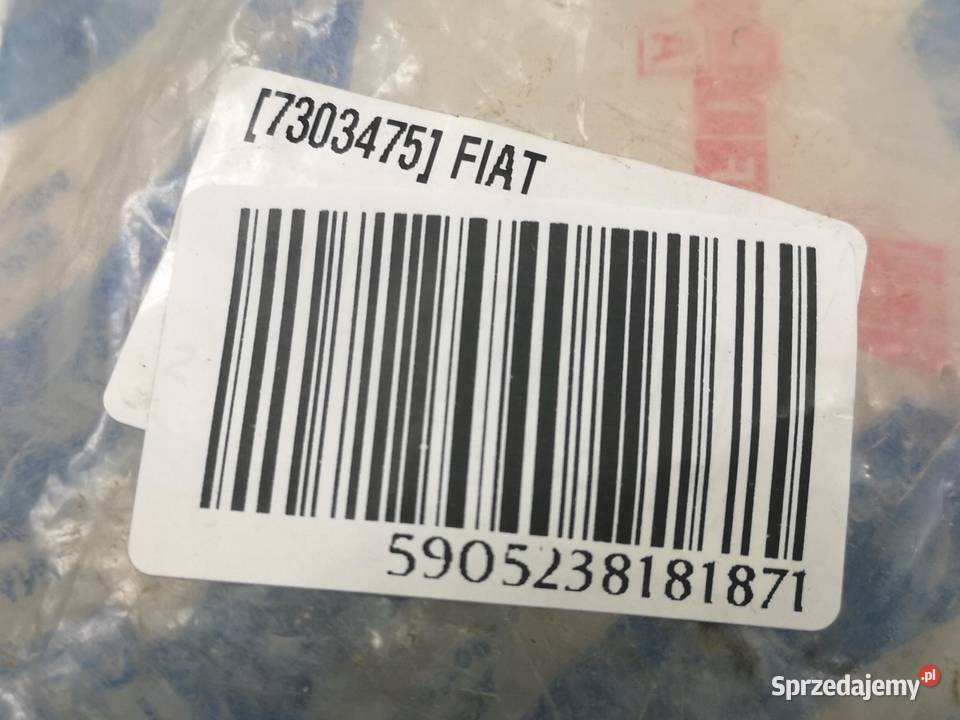 [7303475] FIAT
5905238181871
Sprzedajemy.pl